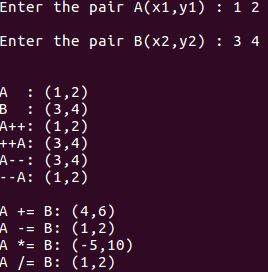 Enter the pair A(x1,y1) : 1 2
Enter the pair B(x2,y2) : 3 4
A  : (1,2)
B  : (3,4)
A++: (1,2)
++A: (3,4)
A--: (3,4)
--A: (1,2)
A += B: (4,6)
A -= B: (1,2)
A *= B: (-5,10)
A /= B: (1,2)